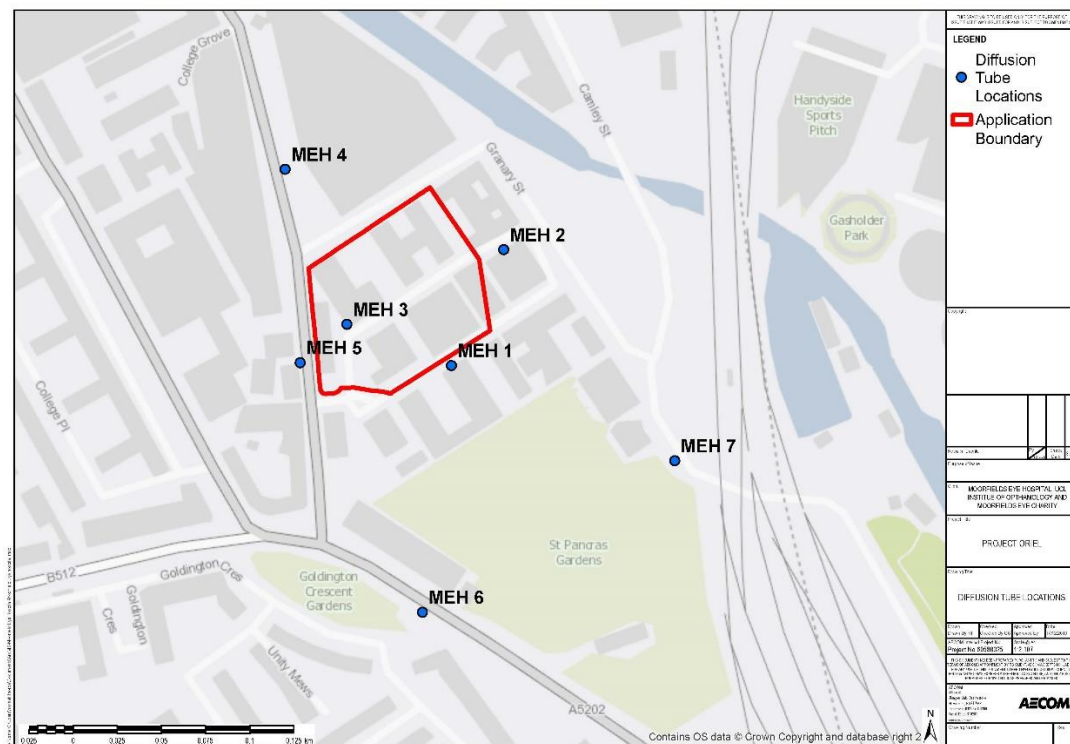 College Grove
Camley St
Granary St
Handyside
Sports
Pitch
Gasholder
Park
MEH 4
MEH 2
MEH 3
MEH 5
MEH 1
MEH 7
College Pl
St Pancras
Gardens
B512
Goldington Cres
Goldington
Cres
Goldington
Crescent
Gardens
MEH 6
Unity Mews
A5202
0.025 0 0.025 0.05 0.075 0.1 0.125 km
N
Contains OS data © Crown Copyright and database right 2
LEGEND
Diffusion
Tube
Locations
Application
Boundary
MOORFIELDS EYE HOSPITAL, UCL
INSTITUE OF OPTHAMOLOGY AND
MOORFIELDS EYE CHARITY
PROJECT ORIEL
DIFFUSION TUBE LOCATIONS
AECOM